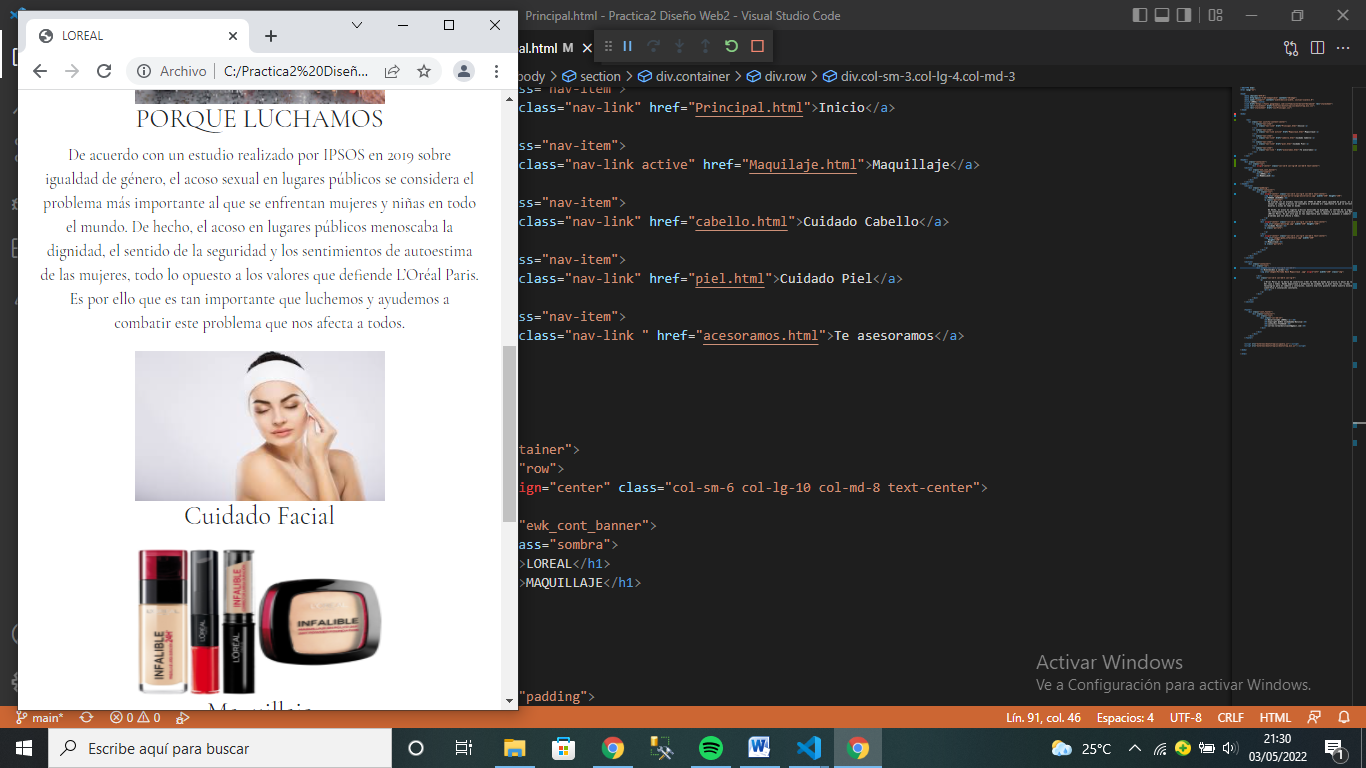 Principal.html - Practica2 Diseño Web2 - Visual Studio Code
LOREAL
al.html M
Archivo C:/Practica2%20Diseñ...
body > section > div.container > div.row > div.col-sm-3.col-lg-4.col-md-3
PORQUE LUCHAMOS
De acuerdo con un estudio realizado por IPSOS en 2019 sobre
igualdad de género, el acoso sexual en lugares públicos se considera el
problema más importante al que se enfrentan mujeres y niñas en todo
el mundo. De hecho, el acoso en lugares públicos menoscaba la
dignidad, el sentido de la seguridad y los sentimientos de autoestima
de las mujeres, todo lo opuesto a los valores que defiende L'Oréal Paris.
Es por ello que es tan importante que luchemos y ayudemos a
combatir este problema que nos afecta a todos.
Cuidado Facial
INFALIBLE 24H
LOREAL
INFALIBLE
LOREAL
INFALIBLE
Maquillaje
ss="nav-item">
class="nav-link" href="Principal.html">Inicio</a>
ss="nav-item">
class="nav-link active" href="Maquilaje.html">Maquillaje</a>
ss="nav-item">
class="nav-link" href="cabello.html">Cuidado Cabello</a>
ss="nav-item">
class="nav-link" href="piel.html">Cuidado Piel</a>
ss="nav-item">
class="nav-link " href="acesoramos.html">Te asesoramos</a>
tainer">
"row">
ign="center" class="col-sm-6 col-lg-10 col-md-8 text-center">
"ewk_cont_banner">
ass="sombra">
>LOREAL</h1>
>MAQUILLAJE</h1>
"padding">
Activar Windows
Ve a Configuración para activar Windows.
main* 0 0
Lín. 91, col. 46 Espacios: 4 UTF-8 CRLF HTML
Escribe aquí para buscar
25°C
21:30
03/05/2022
1